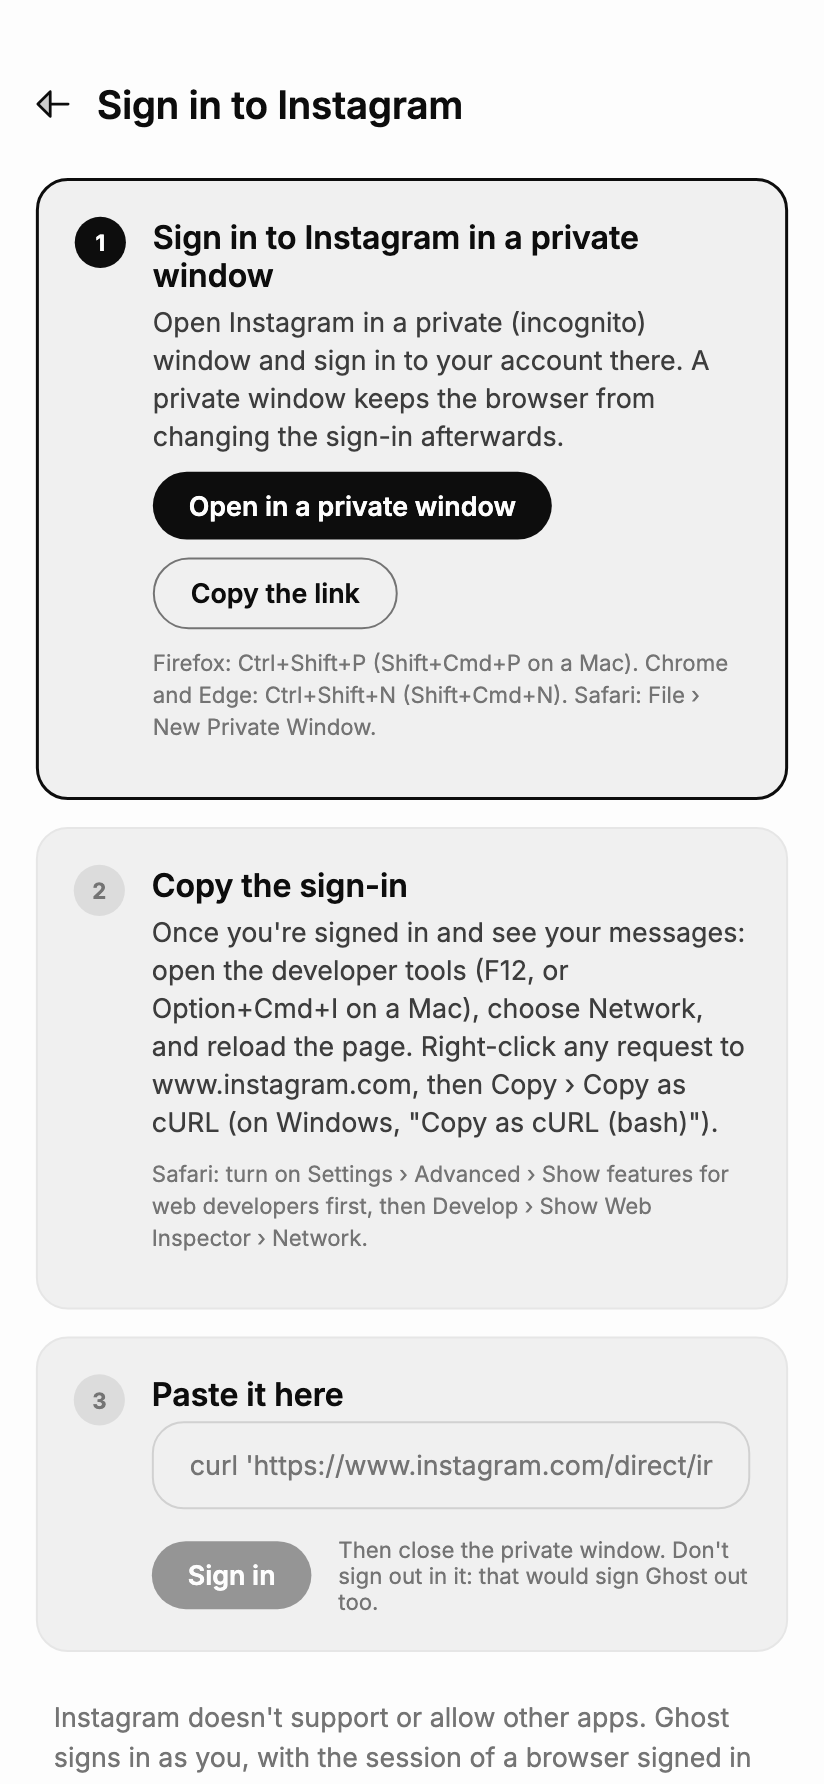 Sign in to Instagram
1
Sign in to Instagram in a private
window
Open Instagram in a private (incognito)
window and sign in to your account there. A
private window keeps the browser from
changing the sign-in afterwards.
Open in a private window
Copy the link
Firefox: Ctrl+Shift+P (Shift+Cmd+P on a Mac). Chrome
and Edge: Ctrl+Shift+N (Shift+Cmd+N). Safari: File ›
New Private Window.
2
Copy the sign-in
Once you're signed in and see your messages:
open the developer tools (F12, or
Option+Cmd+I on a Mac), choose Network,
and reload the page. Right-click any request to
www.instagram.com, then Copy › Copy as
cURL (on Windows, "Copy as cURL (bash)").
Safari: turn on Settings › Advanced › Show features for
web developers first, then Develop › Show Web
Inspector › Network.
3
Paste it here
curl 'https://www.instagram.com/direct/ir
Sign in
Then close the private window. Don't
sign out in it: that would sign Ghost out
too.
Instagram doesn't support or allow other apps. Ghost
signs in as you, with the session of a browser signed in